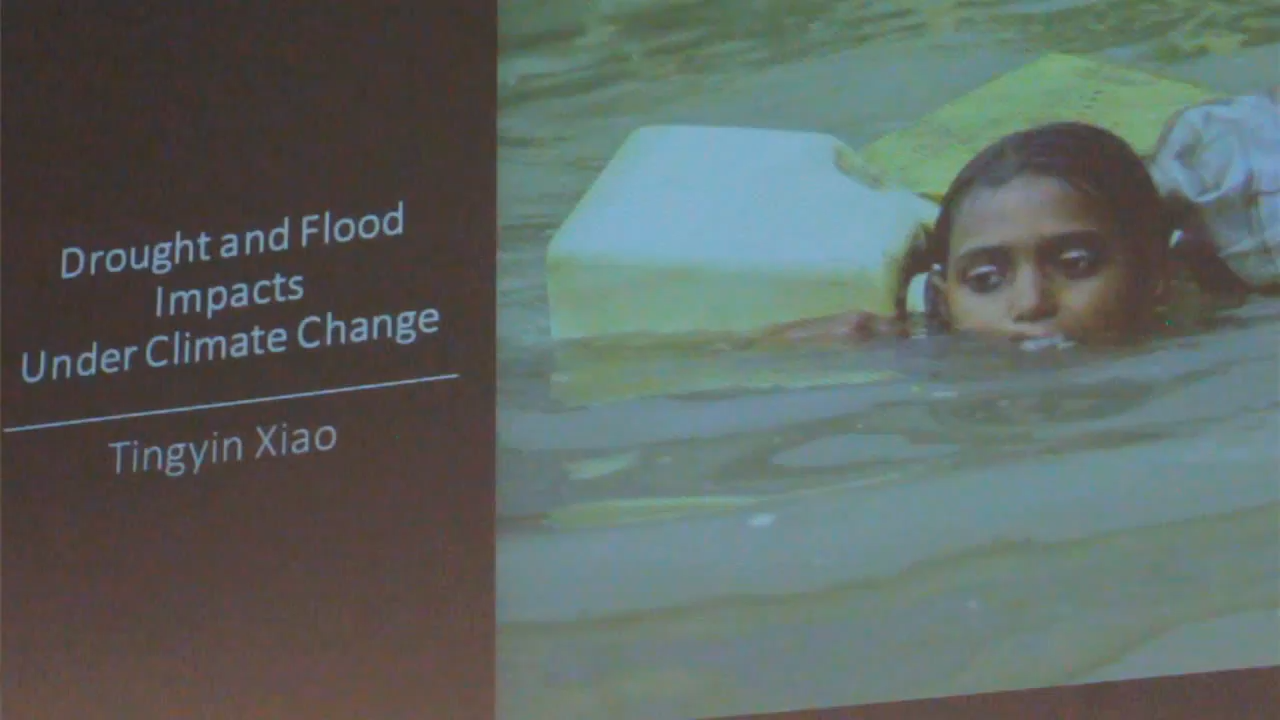 Drought and Flood
Impacts
Under Climate Change
Tingyin Xiao